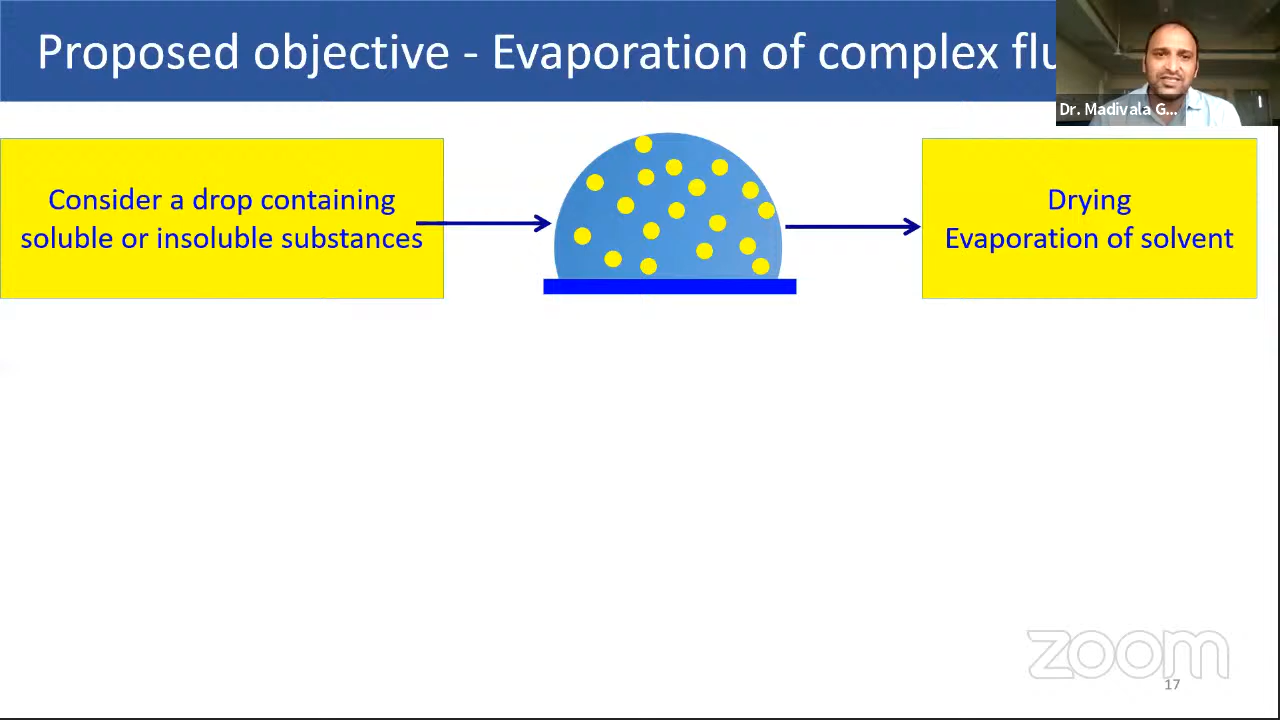 Proposed objective - Evaporation of complex flu
Dr. Madivala G...
Consider a drop containing
soluble or insoluble substances
Drying
Evaporation of solvent
zoom
17